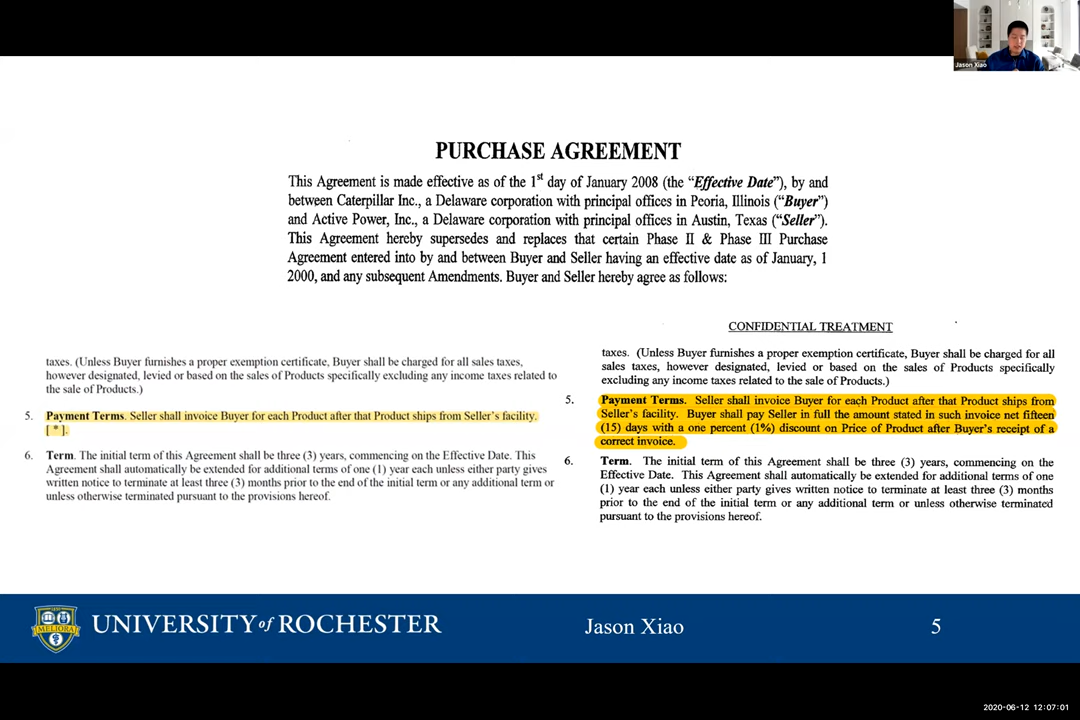 Jason Xiao
PURCHASE AGREEMENT
This Agreement is made effective as of the 1st day of January 2008 (the “Effective Date”), by and
between Caterpillar Inc., a Delaware corporation with principal offices in Peoria, Illinois (“Buyer”)
and Active Power, Inc., a Delaware corporation with principal offices in Austin, Texas (“Seller”).
This Agreement hereby supersedes and replaces that certain Phase II & Phase III Purchase
Agreement entered into by and between Buyer and Seller having an effective date as of January, 1
2000, and any subsequent Amendments. Buyer and Seller hereby agree as follows:
taxes. (Unless Buyer furnishes a proper exemption certificate, Buyer shall be charged for all sales taxes,
however designated, levied or based on the sales of Products specifically excluding any income taxes related to
the sale of Products.)
5. Payment Terms. Seller shall invoice Buyer for each Product after that Product ships from Seller’s facility.
[ * ].
6. Term. The initial term of this Agreement shall be three (3) years, commencing on the Effective Date. This
Agreement shall automatically be extended for additional terms of one (1) year each unless either party gives
written notice to terminate at least three (3) months prior to the end of the initial term or any additional term or
unless otherwise terminated pursuant to the provisions hereof.
CONFIDENTIAL TREATMENT
taxes. (Unless Buyer furnishes a proper exemption certificate, Buyer shall be charged for all
sales taxes, however designated, levied or based on the sales of Products specifically
excluding any income taxes related to the sale of Products.)
5. Payment Terms. Seller shall invoice Buyer for each Product after that Product ships from
Seller’s facility. Buyer shall pay Seller in full the amount stated in such invoice net fifteen
(15) days with a one percent (1%) discount on Price of Product after Buyer’s receipt of a
correct invoice.
6. Term. The initial term of this Agreement shall be three (3) years, commencing on the
Effective Date. This Agreement shall automatically be extended for additional terms of one
(1) year each unless either party gives written notice to terminate at least three (3) months
prior to the end of the initial term or any additional term or unless otherwise terminated
pursuant to the provisions hereof.
MELIORA
UNIVERSITY of ROCHESTER
Jason Xiao
5
2020-06-12 12:07:01